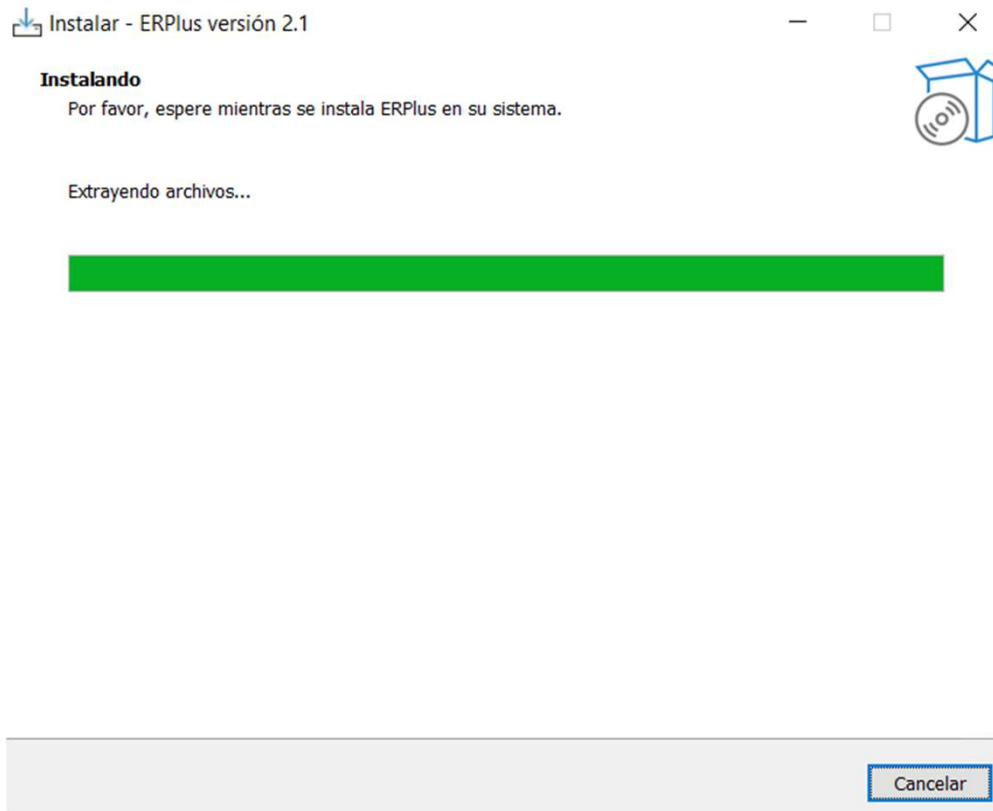 Instalar - ERPlus versión 2.1
Instalando
Por favor, espere mientras se instala ERPlus en su sistema.
Extrayendo archivos...
Cancelar